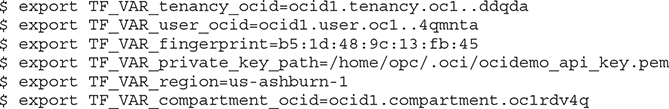 $ export TF_VAR_tenancy_ocid=ocid1.tenancy.oc1..ddqda
$ export TF_VAR_user_ocid=ocid1.user.oc1..4qmnta
$ export TF_VAR_fingerprint=b5:1d:48:9c:13:fb:45
$ export TF_VAR_private_key_path=/home/opc/.oci/ocidemo_api_key.pem
$ export TF_VAR_region=us-ashburn-1
$ export TF_VAR_compartment_ocid=ocid1.compartment.oc1rdv4q